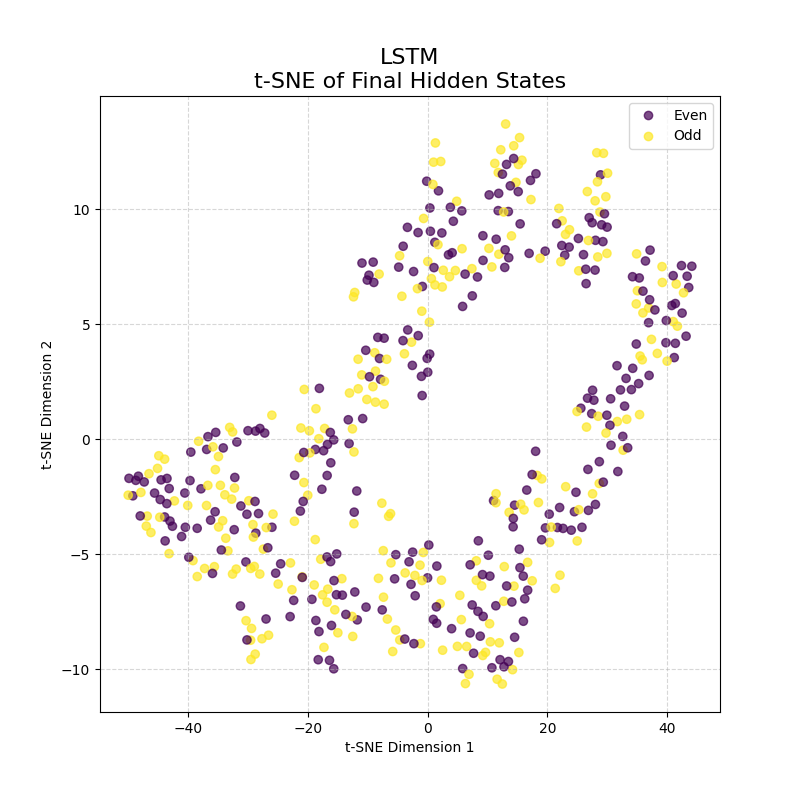 LSTM
t-SNE of Final Hidden States
Even
Odd
t-SNE Dimension 2
10
5
0
−5
−10
−40
−20
0
20
40
t-SNE Dimension 1